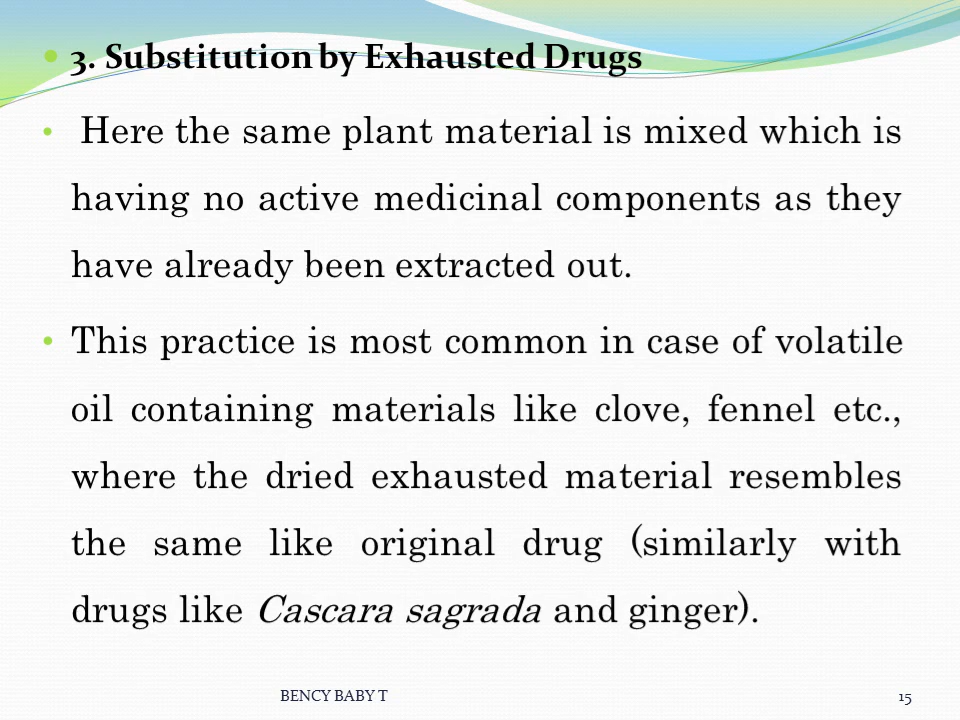 • 3. Substitution by Exhausted Drugs
• Here the same plant material is mixed which is
having no active medicinal components as they
have already been extracted out.
• This practice is most common in case of volatile
oil containing materials like clove, fennel etc.,
where the dried exhausted material resembles
the same like original drug (similarly with
drugs like Cascara sagrada and ginger).
BENCY BABY T
15